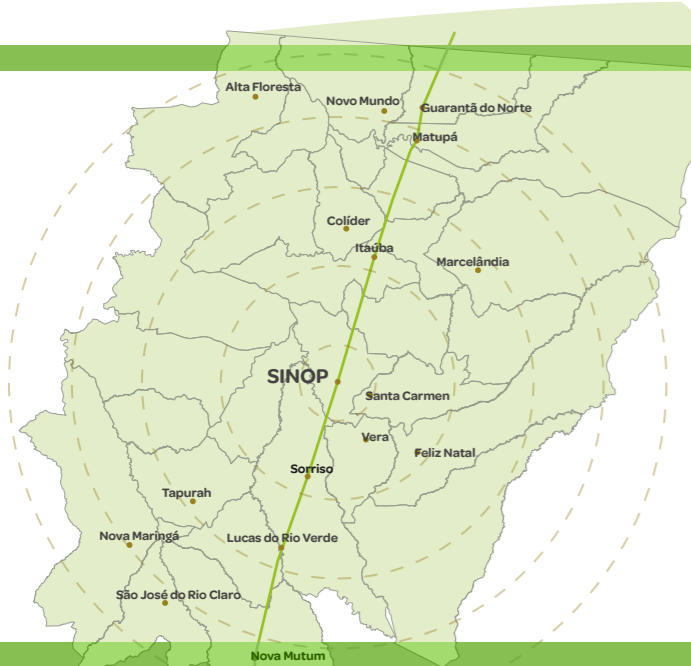 Alta Floresta
Novo Mundo
Guarantã do Norte
Matupá
Colíder
Itaúba
Marcelândia
SINOP
Santa Carmen
Vera
Feliz Natal
Sorriso
Tapurah
Nova Maringá
Lucas do Rio Verde
São José do Rio Claro
Nova Mutum